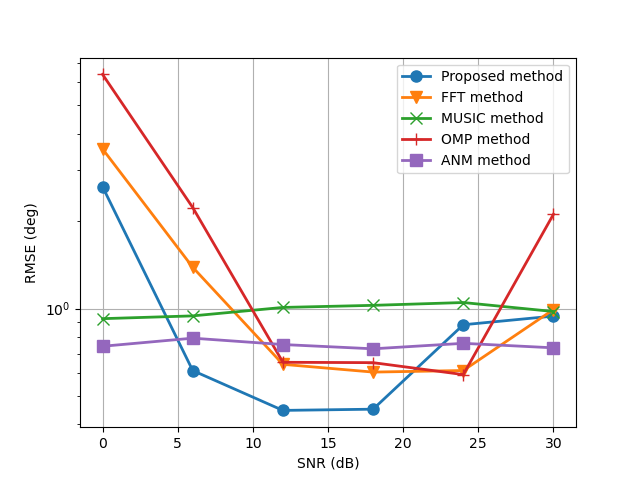 Proposed method
FFT method
MUSIC method
OMP method
ANM method
RMSE (deg)
10⁰
0 5 10 15 20 25 30
SNR (dB)